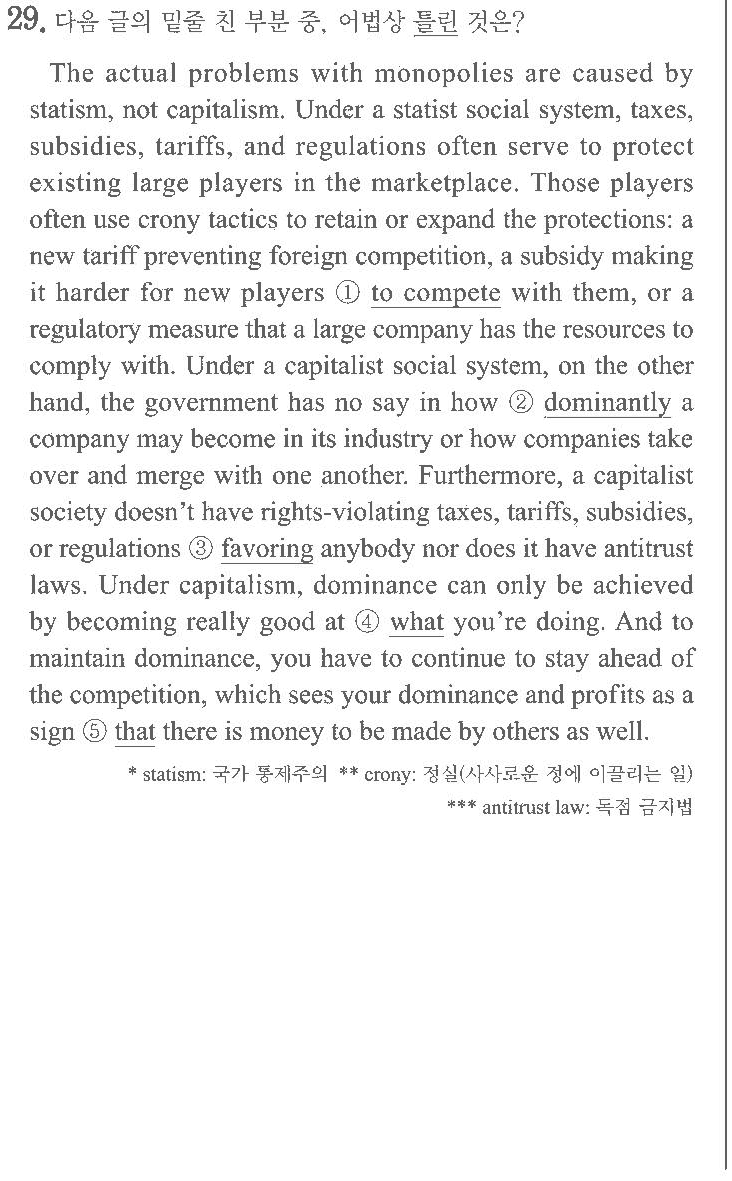 29. 다음 글의 밑줄 친 부분 중, 어법상 틀린 것은?
The actual problems with monopolies are caused by
statism, not capitalism. Under a statist social system, taxes,
subsidies, tariffs, and regulations often serve to protect
existing large players in the marketplace. Those players
often use crony tactics to retain or expand the protections: a
new tariff preventing foreign competition, a subsidy making
it harder for new players ① to compete with them, or a
regulatory measure that a large company has the resources to
comply with. Under a capitalist social system, on the other
hand, the government has no say in how ② dominantly a
company may become in its industry or how companies take
over and merge with one another. Furthermore, a capitalist
society doesn't have rights-violating taxes, tariffs, subsidies,
or regulations ③ favoring anybody nor does it have antitrust
laws. Under capitalism, dominance can only be achieved
by becoming really good at ④ what you're doing. And to
maintain dominance, you have to continue to stay ahead of
the competition, which sees your dominance and profits as a
sign ⑤ that there is money to be made by others as well.
* statism: 국가 통제주의 ** crony: 정실(사사로운 정에 이끌리는 일)
*** antitrust law: 독점 금지법